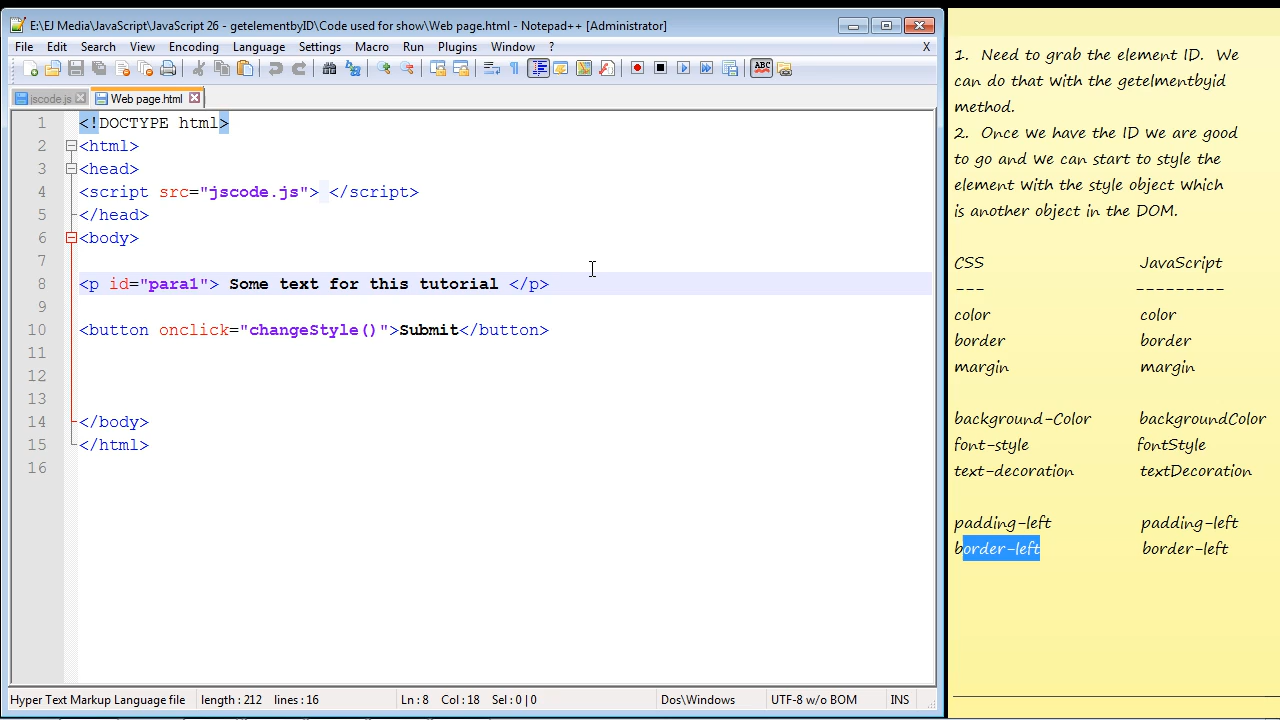 E:\EJ Media\JavaScript\JavaScript 26 - getelementbyID\Code used for show\Web page.html - Notepad++ [Administrator]
File Edit Search View Encoding Language Settings Macro Run Plugins Window ? X
jscode.js Web page.html
1 <!DOCTYPE html>
2 <html>
3 <head>
4 <script src="jscode.js"> </script>
5 </head>
6 <body>
7
8 <p id="para1"> Some text for this tutorial </p>
9
10 <button onclick="changeStyle()">Submit</button>
11
12
13
14 </body>
15 </html>
16
Hyper Text Markup Language file length : 212 lines : 16 Ln : 8 Col : 18 Sel : 0 | 0 Dos\Windows UTF-8 w/o BOM INS
1. Need to grab the element ID. We
can do that with the getelmentbyid
method.
2. Once we have the ID we are good
to go and we can start to style the
element with the style object which
is another object in the DOM.
CSS JavaScript
--- ---------
color color
border border
margin margin
background-Color backgroundColor
font-style fontStyle
text-decoration textDecoration
padding-left padding-left
border-left border-left